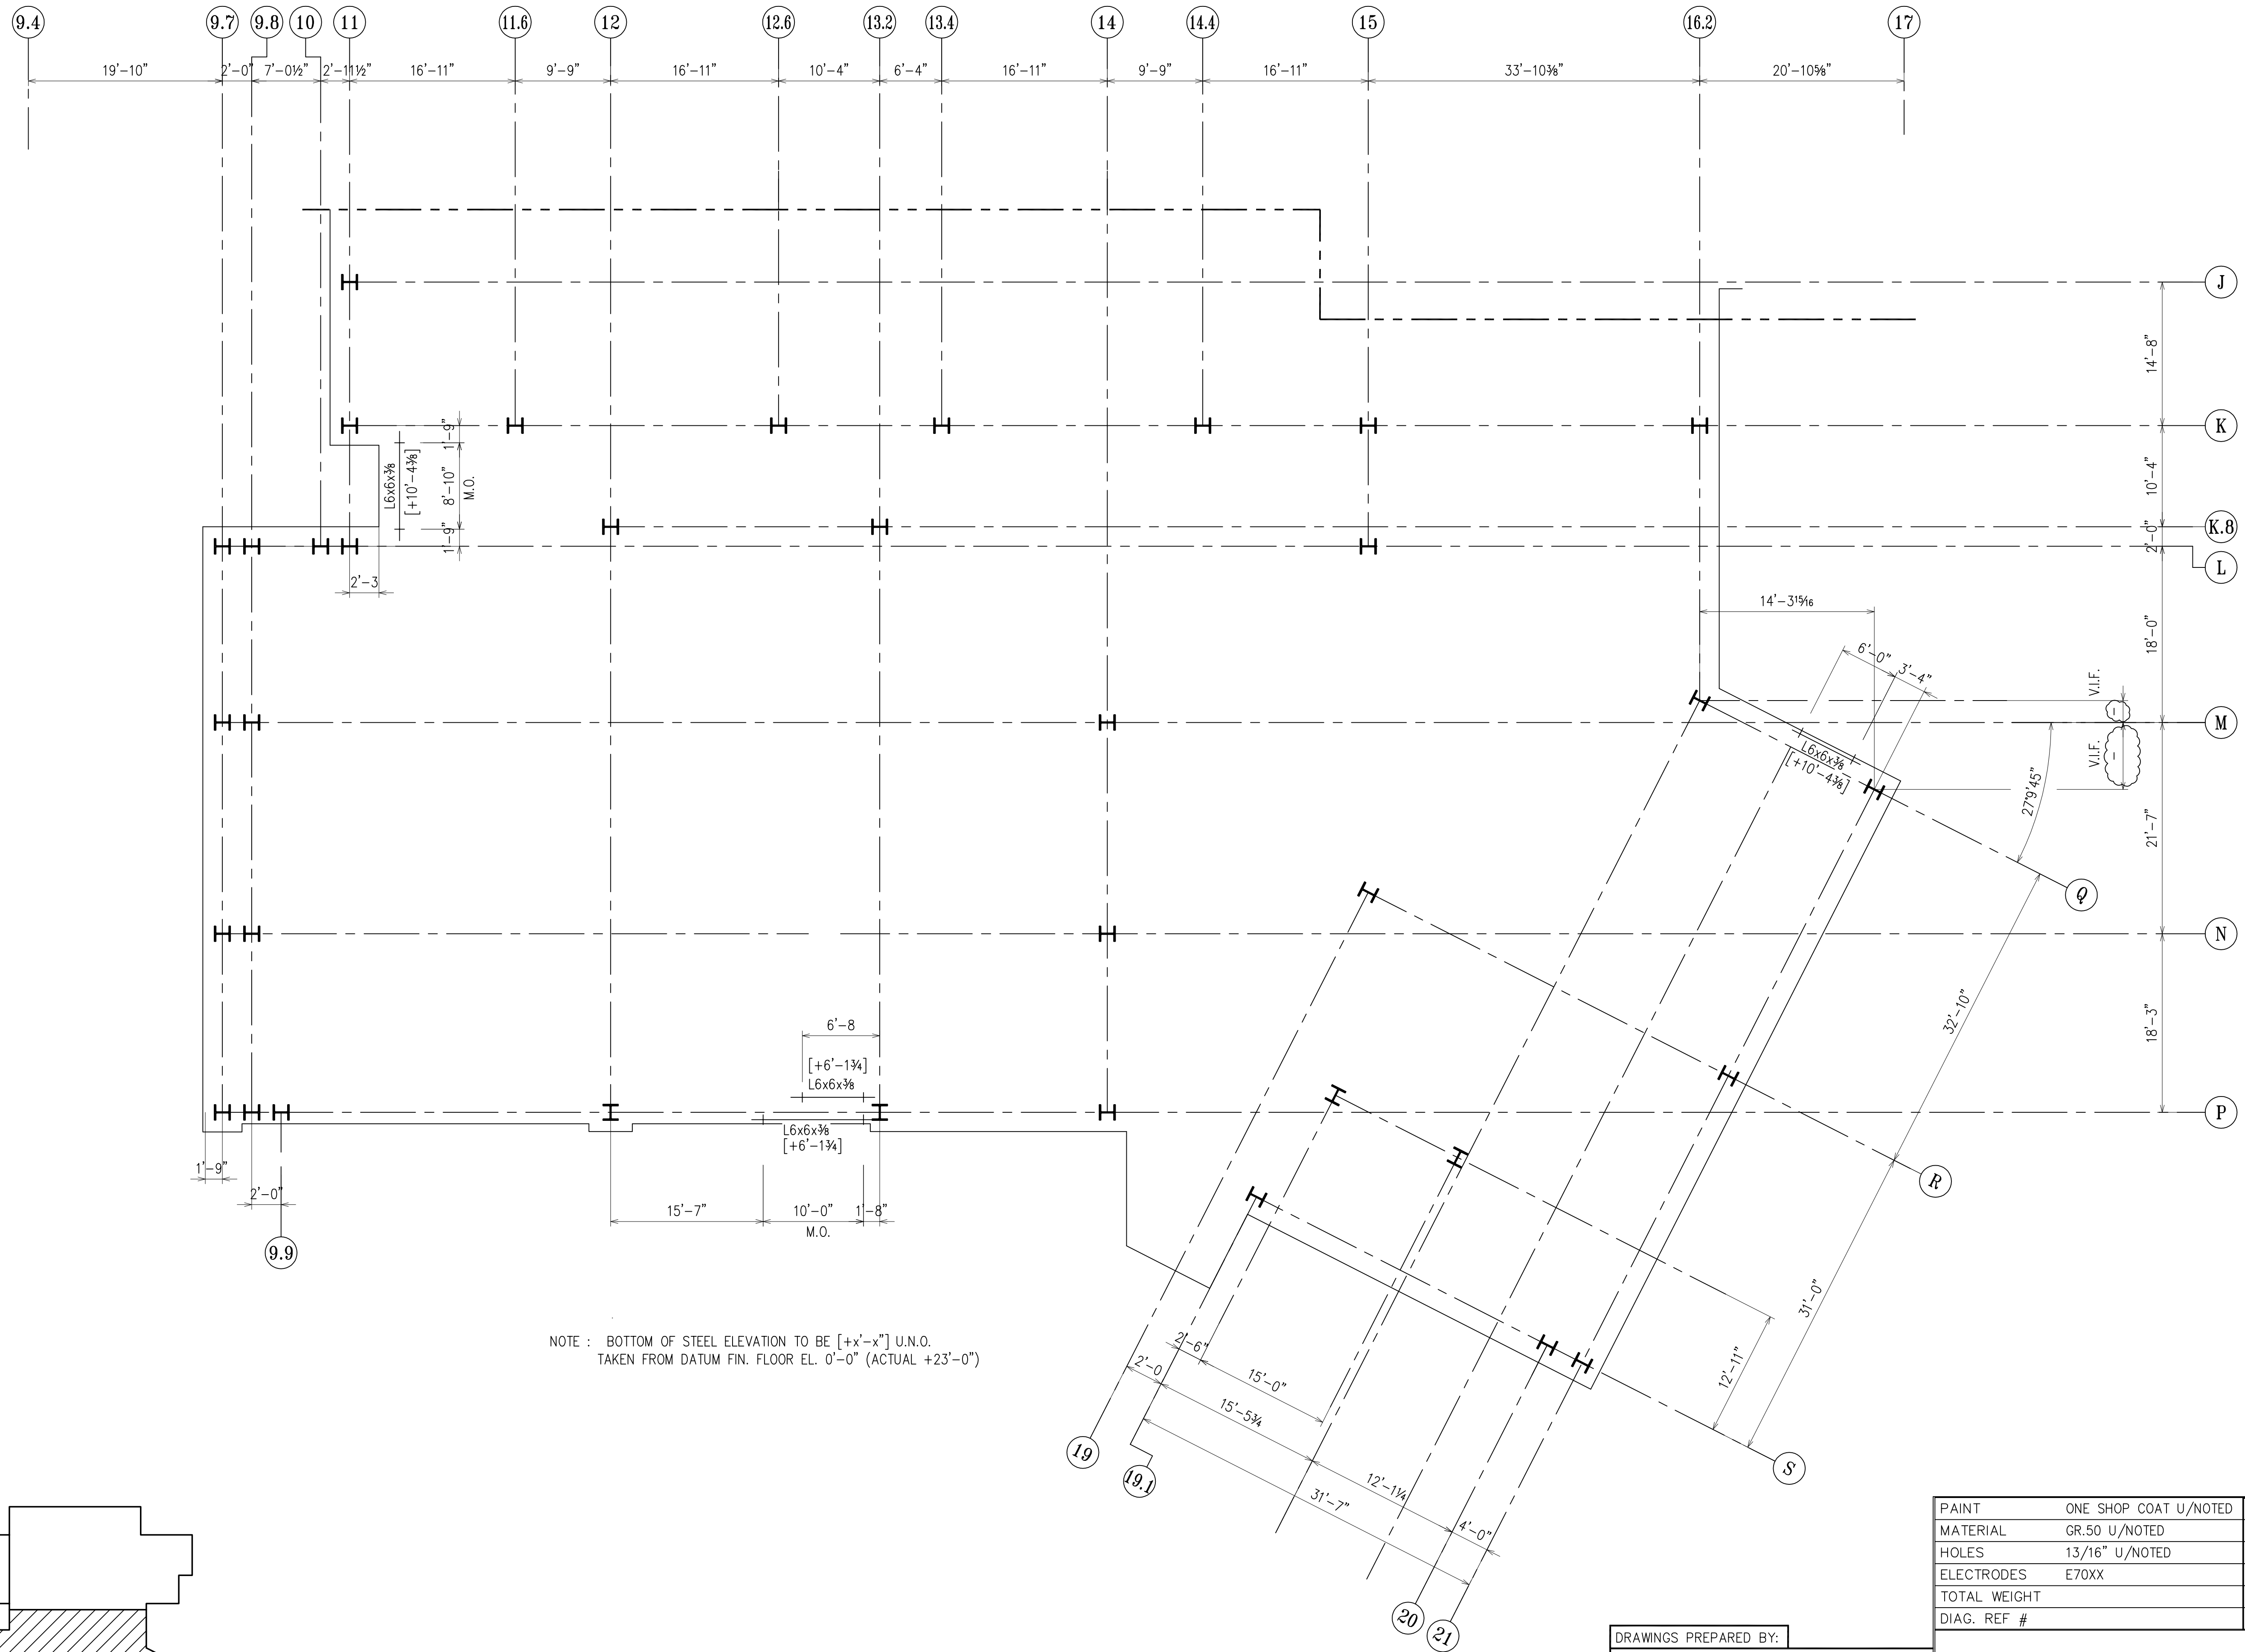 9.4 9.7 9.8 10 11 11.6 12 12.6 13.2 13.4 14 14.4 15 16.2 17
19'-10" 2'-0" 7'-0½" 2'-11½" 16'-11" 9'-9" 16'-11" 10'-4" 6'-4" 16'-11" 9'-9" 16'-11" 33'-10⅜" 20'-10⅝"
J
14'-8"
K
1'-9"
L6x6x⅜
[+10'-4⅜]
8'-10"
M.O.
1'-9"
10'-4"
K.8
2'-0"
L
2'-3
14'-3¹⁵⁄₁₆
18'-0"
6'-0"
3'-4"
V.I.F.
M
V.I.F.
L6x6x⅜
[+10'-4⅜]
27°9'45"
21'-7"
Q
N
32'-10"
18'-3"
6'-8
[+6'-1¾]
L6x6x⅜
P
L6x6x⅜
[+6'-1¾]
1'-9"
2'-0"
R
15'-7" 10'-0" 1'-8"
M.O.
9.9
31'-0"
NOTE : BOTTOM OF STEEL ELEVATION TO BE [+x'-x"] U.N.O.
TAKEN FROM DATUM FIN. FLOOR EL. 0'-0" (ACTUAL +23'-0")
2'-6"
2'-0
15'-0"
12'-11"
15'-5¾
19
19.1
S
12'-1¼
31'-7"
4'-0"
20
21
PAINT ONE SHOP COAT U/NOTED
MATERIAL GR.50 U/NOTED
HOLES 13/16" U/NOTED
ELECTRODES E70XX
TOTAL WEIGHT
DIAG. REF #
DRAWINGS PREPARED BY: